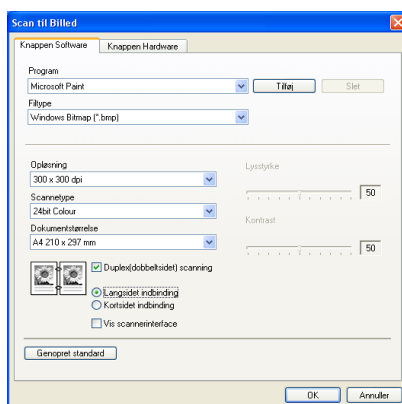 Scan til Billed
Knappen Software Knappen Hardware
Program
Microsoft Paint Tilføj Slet
Filtype
Windows Bitmap (*.bmp)
Opløsning Lysstyrke
300 x 300 dpi
50
Scannetype
24bit Colour Kontrast
Dokumentstørrelse
A4 210 x 297 mm 50
Duplex(dobbeltsidet) scanning
Langsidet indbinding
Kortsidet indbinding
Vis scannerinterface
Genopret standard
OK Annuller